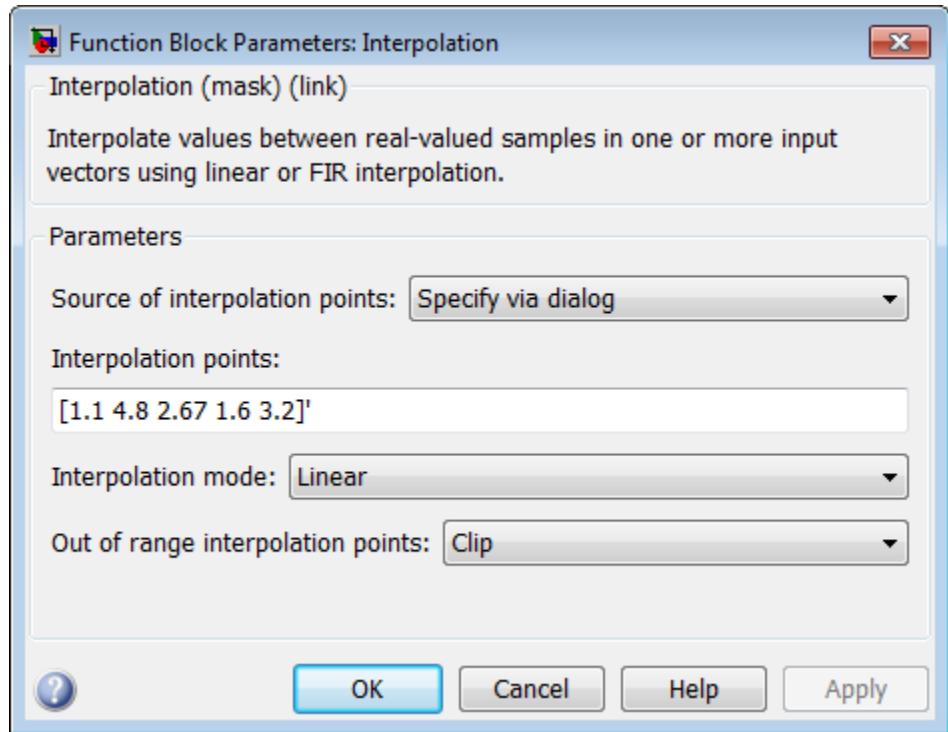 Function Block Parameters: Interpolation
Interpolation (mask) (link)
Interpolate values between real-valued samples in one or more input
vectors using linear or FIR interpolation.
Parameters
Source of interpolation points: Specify via dialog
Interpolation points:
[1.1 4.8 2.67 1.6 3.2]'
Interpolation mode: Linear
Out of range interpolation points: Clip
? OK Cancel Help Apply